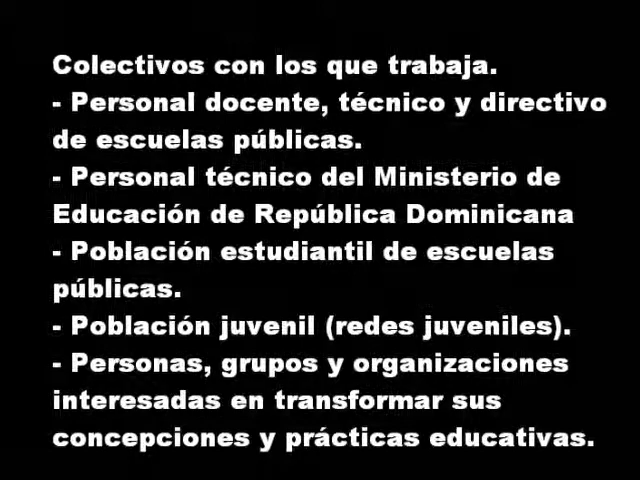 Colectivos con los que trabaja.
- Personal docente, técnico y directivo
de escuelas públicas.
- Personal técnico del Ministerio de
Educación de República Dominicana
- Población estudiantil de escuelas
públicas.
- Población juvenil (redes juveniles).
- Personas, grupos y organizaciones
interesadas en transformar sus
concepciones y prácticas educativas.